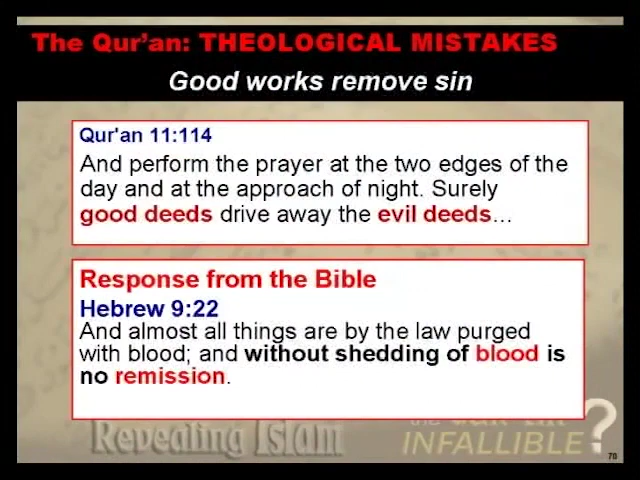 The Qur'an: THEOLOGICAL MISTAKES
Good works remove sin
Qur'an 11:114
And perform the prayer at the two edges of the
day and at the approach of night. Surely
good deeds drive away the evil deeds...
Response from the Bible
Hebrew 9:22
And almost all things are by the law purged
with blood; and without shedding of blood is
no remission.
Revealing Islam
the
INFALLIBLE?
78